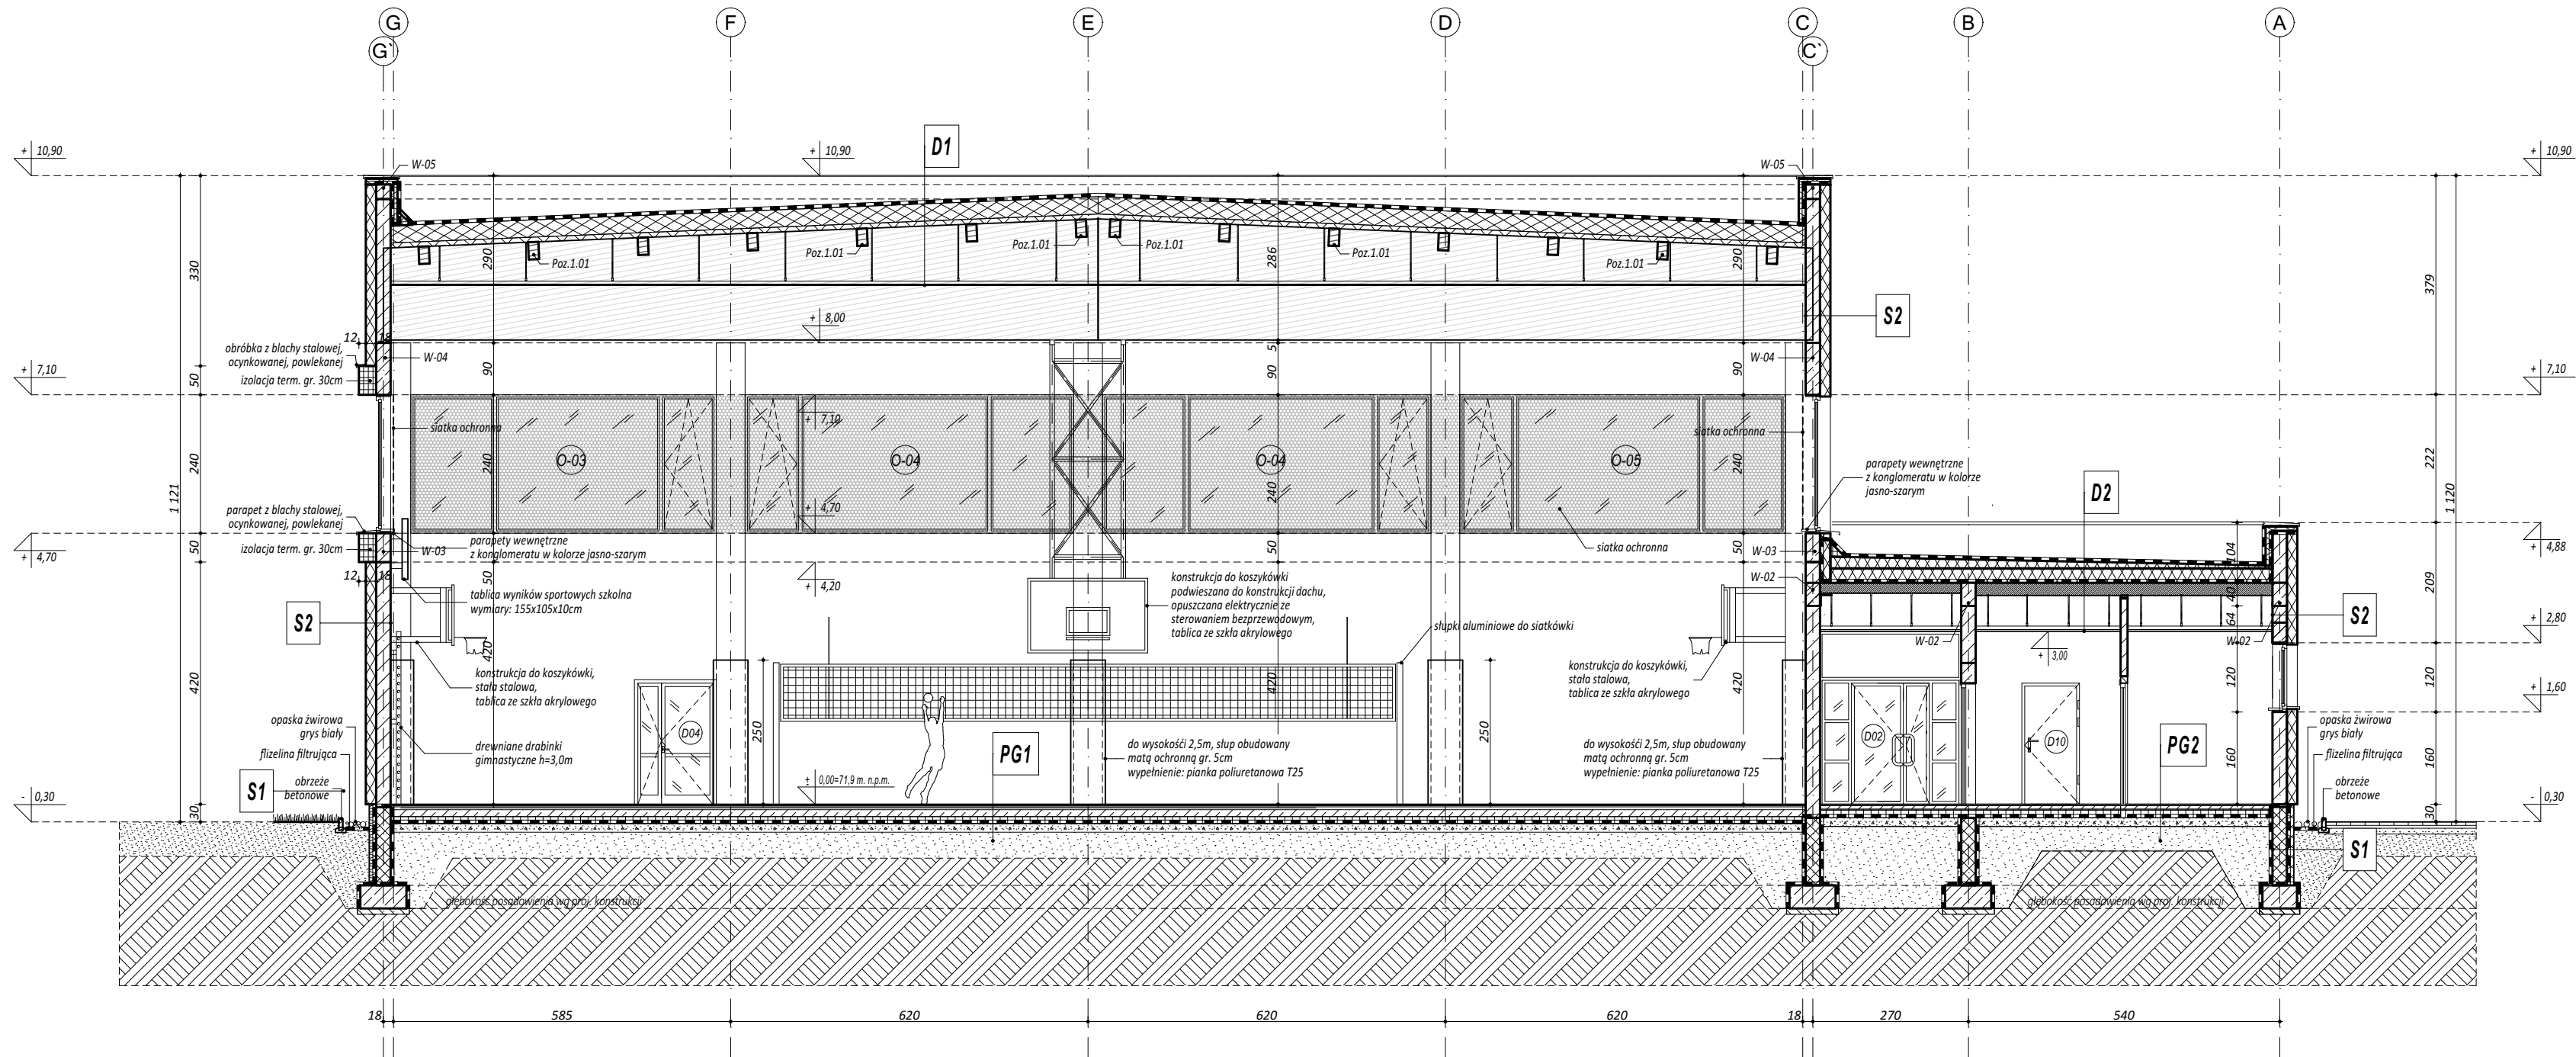 G
F
E
D
C
B
A
G`
C`
+ 10,90
+ 10,90
+ 10,90
D1
W-05
W-05
Poz.1.01
Poz.1.01
Poz.1.01
Poz.1.01
Poz.1.01
Poz.1.01
290
286
290
330
379
S2
+ 8,00
12
18
obróbka z blachy stalowej,
ocynkowanej, powlekanej
W-04
W-04
izolacja term. gr. 30cm
+ 7,10
+ 7,10
50
90
5
90
90
siatka ochronna
+ 7,10
siatka ochronna
O-03
O-04
O-04
O-05
240
240
240
240
222
1 121
1 120
parapety wewnętrzne
z konglomeratu w kolorze
jasno-szarym
D2
parapet z blachy stalowej,
ocynkowanej, powlekanej
+ 4,70
izolacja term. gr. 30cm
W-03
parapety wewnętrzne
z konglomeratu w kolorze jasno-szarym
siatka ochronna
W-03
+ 4,70
+ 4,88
50
50
50
50
104
12
18
50
+ 4,20
W-02
tablica wyników sportowych szkolna
wymiary: 155x105x10cm
konstrukcja do koszykówki
podwieszana do konstrukcji dachu,
opuszczana elektrycznie ze
sterowaniem bezprzewodowym,
tablica ze szkła akrylowego
40
64
209
S2
S2
słupki aluminiowe do siatkówki
W-02
W-02
+ 2,80
+ 3,00
420
420
420
420
konstrukcja do koszykówki,
stała stalowa,
tablica ze szkła akrylowego
konstrukcja do koszykówki,
stała stalowa,
tablica ze szkła akrylowego
120
120
+ 1,60
opaska żwirowa
grys biały
flizelina filtrująca
obrzeże
betonowe
S1
drewniane drabinki
gimnastyczne h=3,0m
D04
250
250
PG1
do wysokośći 2,5m, słup obudowany
matą ochronną gr. 5cm
wypełnienie: pianka poliuretanowa T25
do wysokośći 2,5m, słup obudowany
matą ochronną gr. 5cm
wypełnienie: pianka poliuretanowa T25
D02
D10
PG2
160
160
opaska żwirowa
grys biały
flizelina filtrująca
obrzeże
betonowe
± 0,00=71,9 m. n.p.m.
- 0,30
- 0,30
30
30
S1
głębokość posadowienia wg proj. konstrukcji
głębokość posadowienia wg proj. konstrukcji
18
585
620
620
620
18
270
540